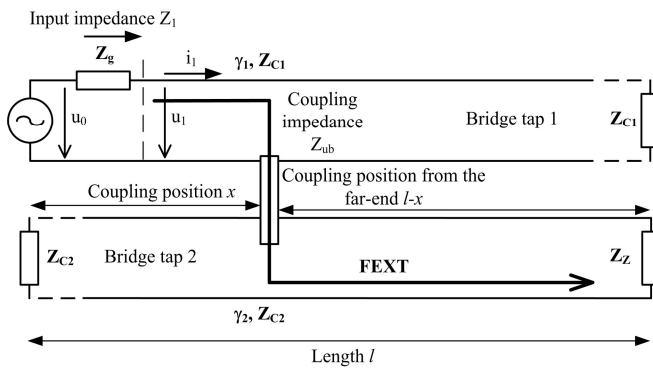 Input impedance Z1
Zg
i1
γ1, ZC1
u0
u1
Coupling
impedance
Zub
Bridge tap 1
ZC1
Coupling position x
Coupling position from the
far-end l-x
ZC2
Bridge tap 2
FEXT
ZZ
γ2, ZC2
Length l